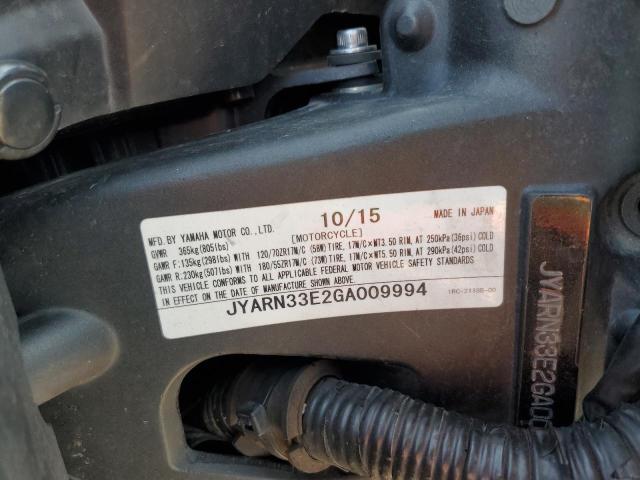 10/15
MFD. BY YAMAHA MOTOR CO., LTD. [MOTORCYCLE] MADE IN JAPAN
GVWR 365kg(805lbs)
GAWR F:135kg(298lbs) WITH 120/70ZR17M/C (58W) TIRE, 17M/C×MT3.50 RIM, AT 250kPa(36psi) COLD
GAWR R:230kg(507lbs) WITH 180/55ZR17M/C (73W) TIRE, 17M/C×MT5.50 RIM, AT 290kPa(42psi) COLD
THIS VEHICLE CONFORMS TO ALL APPLICABLE FEDERAL MOTOR VEHICLE SAFETY STANDARDS
IN EFFECT ON THE DATE OF MANUFACTURE SHOWN ABOVE.
JYARN33E2GA009994
JYARN33E2GA00